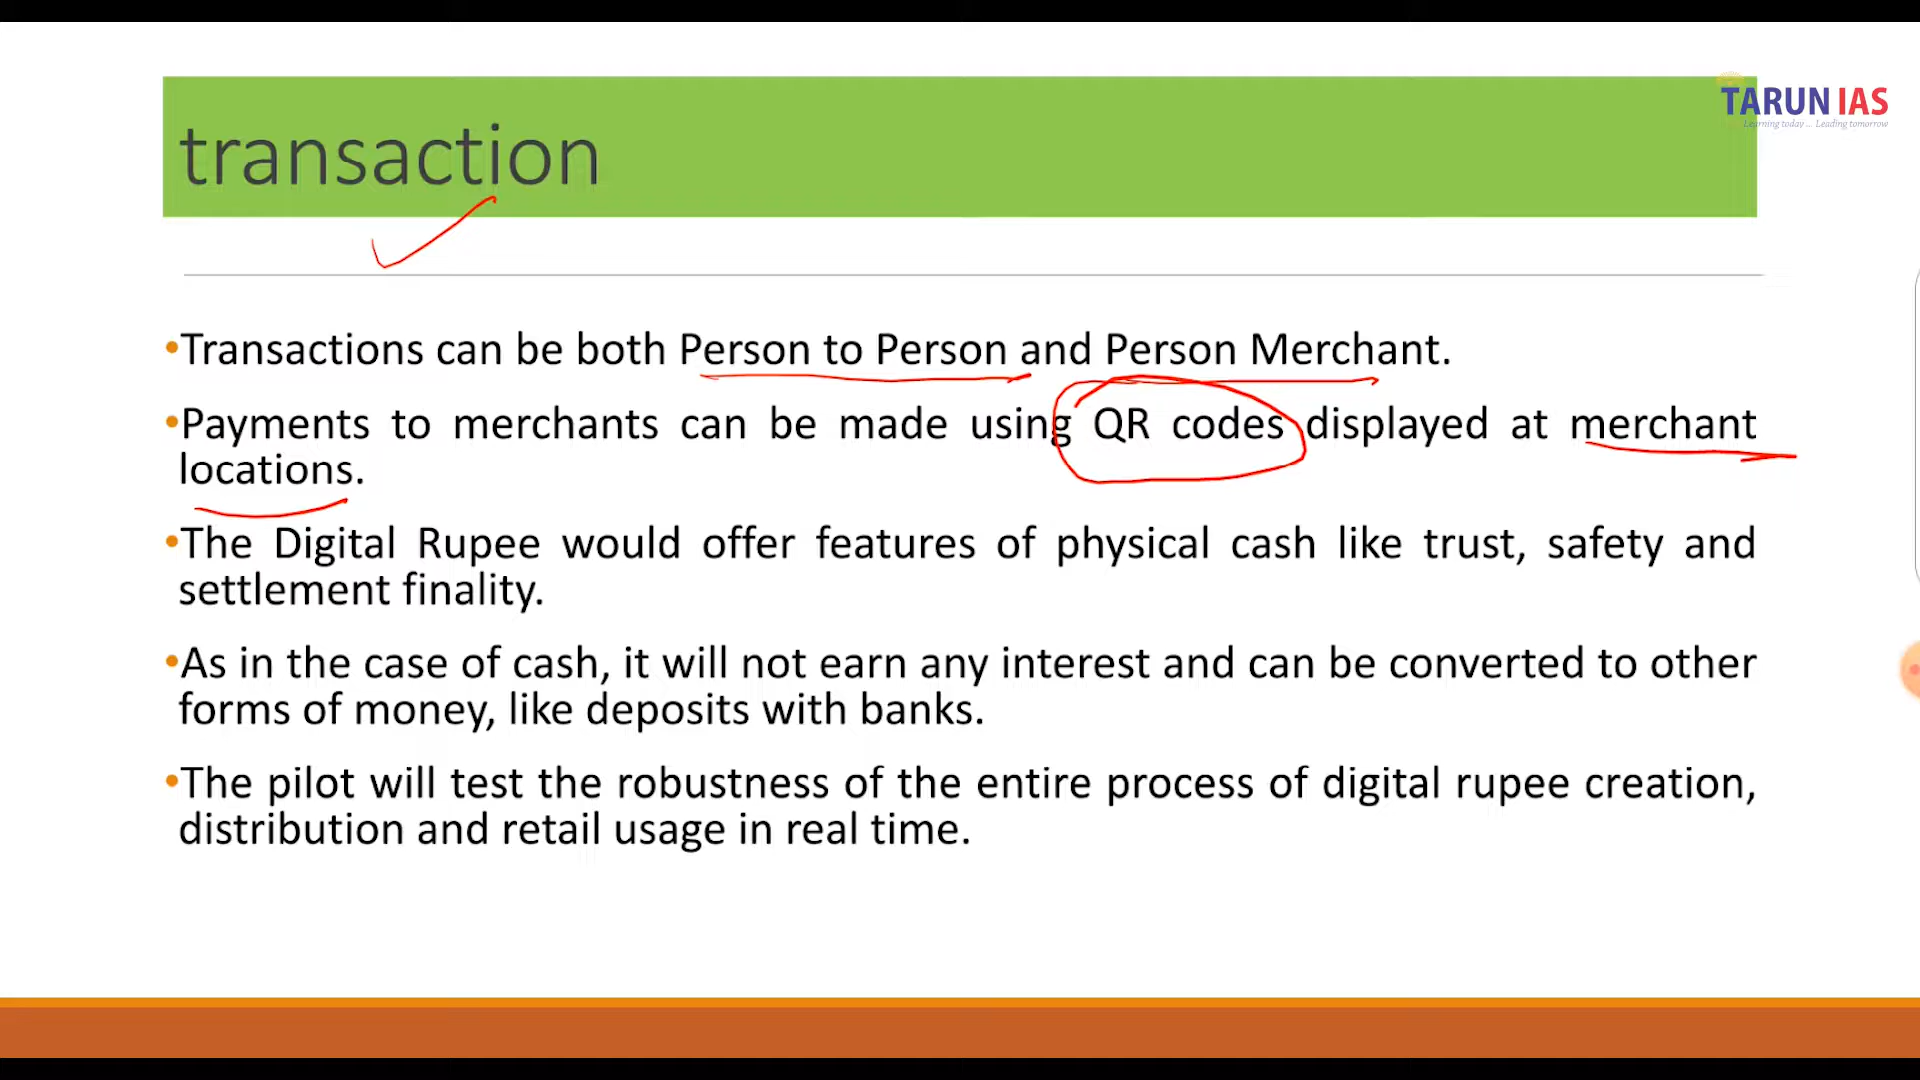 TARUN IAS
Learning today ... Leading tomorrow
transaction
•Transactions can be both Person to Person and Person Merchant.
•Payments to merchants can be made using QR codes displayed at merchant
locations.
•The Digital Rupee would offer features of physical cash like trust, safety and
settlement finality.
•As in the case of cash, it will not earn any interest and can be converted to other
forms of money, like deposits with banks.
•The pilot will test the robustness of the entire process of digital rupee creation,
distribution and retail usage in real time.